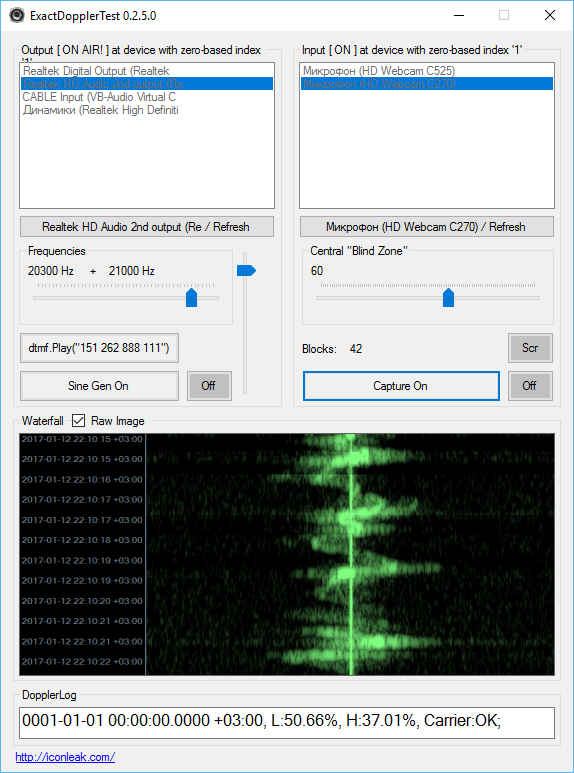 ExactDopplerTest 0.2.5.0
Output [ ON AIR! ] at device with zero-based index
'1'
Realtek Digital Output (Realtek
Realtek HD Audio 2nd output (Re
CABLE Input (VB-Audio Virtual C
Динамики (Realtek High Definiti
Realtek HD Audio 2nd output (Re / Refresh
Input [ ON ] at device with zero-based index '1'
Микрофон (HD Webcam C525)
Микрофон (HD Webcam C270)
Микрофон (HD Webcam C270) / Refresh
Frequencies
20300 Hz + 21000 Hz
dtmf.Play("151 262 888 111")
Sine Gen On
Off
Central "Blind Zone"
60
Blocks: 42
Scr
Capture On
Off
Waterfall Raw Image
2017-01-12 22:10:15 +03:00
2017-01-12 22:10:15 +03:00
2017-01-12 22:10:16 +03:00
2017-01-12 22:10:17 +03:00
2017-01-12 22:10:17 +03:00
2017-01-12 22:10:18 +03:00
2017-01-12 22:10:19 +03:00
2017-01-12 22:10:19 +03:00
2017-01-12 22:10:20 +03:00
2017-01-12 22:10:21 +03:00
2017-01-12 22:10:21 +03:00
2017-01-12 22:10:22 +03:00
DopplerLog
0001-01-01 00:00:00.0000 +03:00, L:50.66%, H:37.01%, Carrier:OK;
http://iconleak.com/